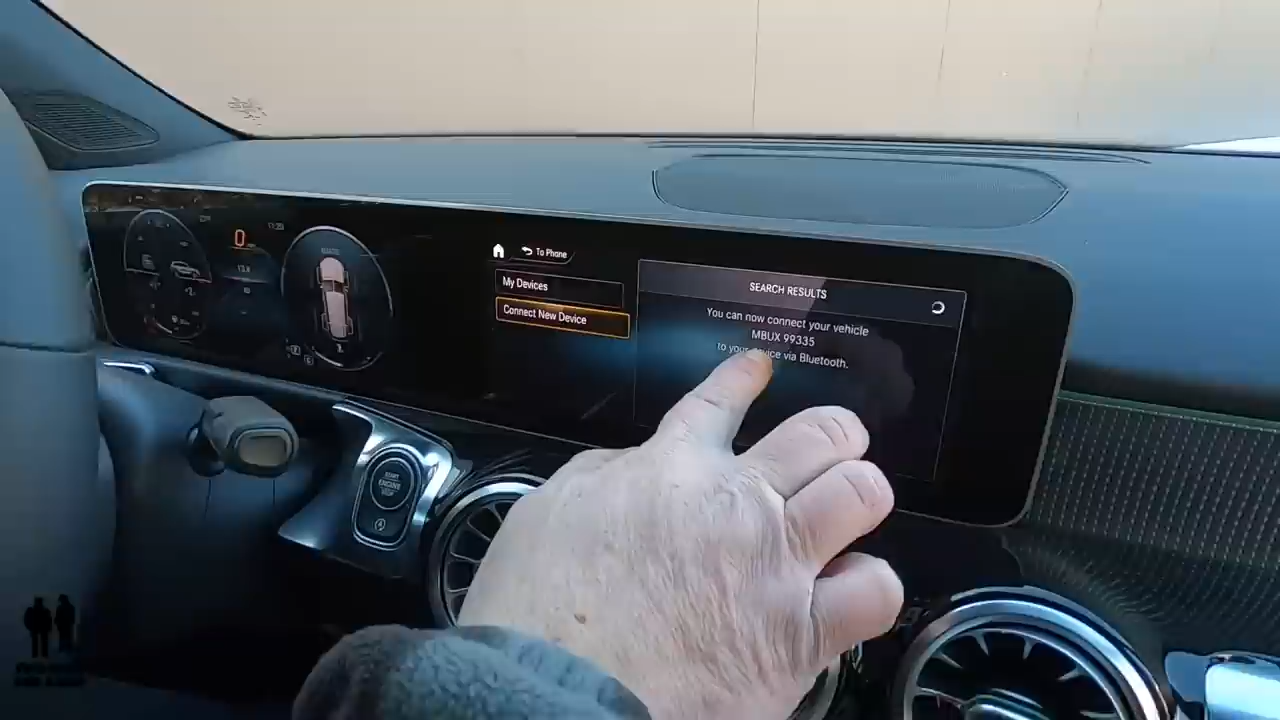 0
To Phone
My Devices
Connect New Device
SEARCH RESULTS
You can now connect your vehicle
MBUX 99335
to your device via Bluetooth.
START
ENGINE
STOP